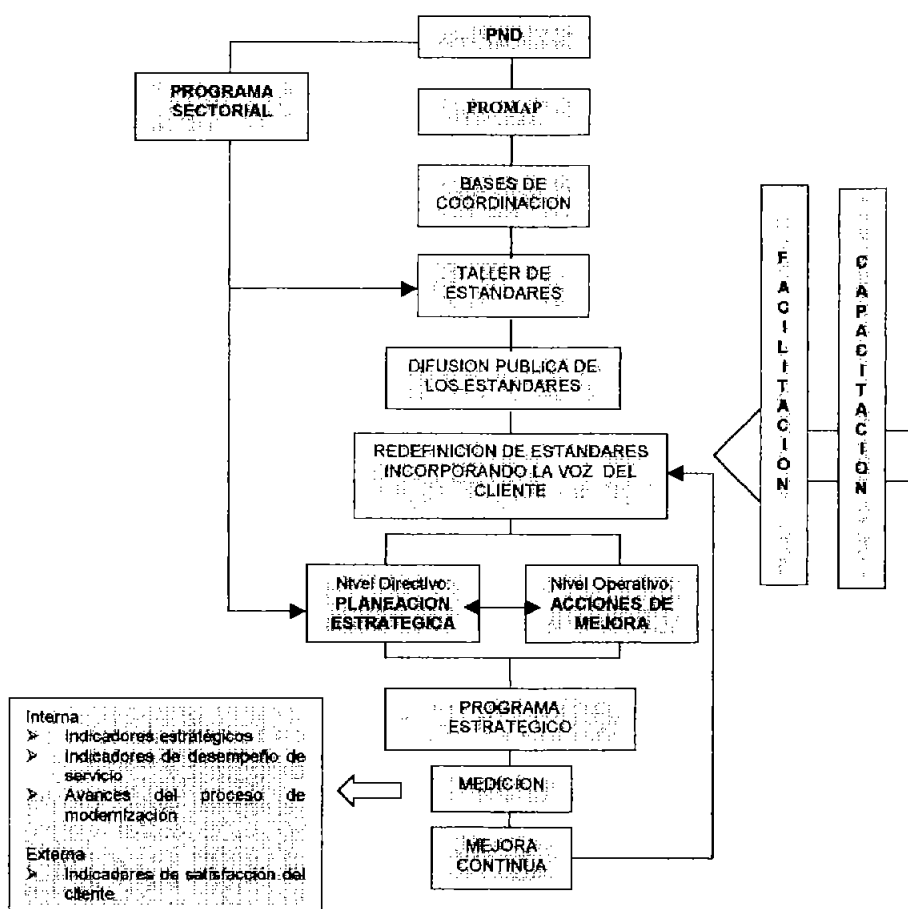 PND
PROGRAMA
SECTORIAL
PROMAP
BASES DE
COORDINACION
TALLER DE
ESTANDARES
DIFUSION PUBLICA DE
LOS ESTANDARES
REDEFINICION DE ESTANDARES
INCORPORANDO LA VOZ DEL
CLIENTE
Nivel Directivo:
PLANEACION
ESTRATEGICA
Nivel Operativo:
ACCIONES DE
MEJORA
PROGRAMA
ESTRATEGICO
MEDICION
MEJORA
CONTINUA
Interna
➢ Indicadores estratégicos
➢ Indicadores de desempeño de
servicio
➢ Avances del proceso de
modernización
Externa
➢ Indicadores de satisfacción del
cliente
FACILITACION
CAPACITACION